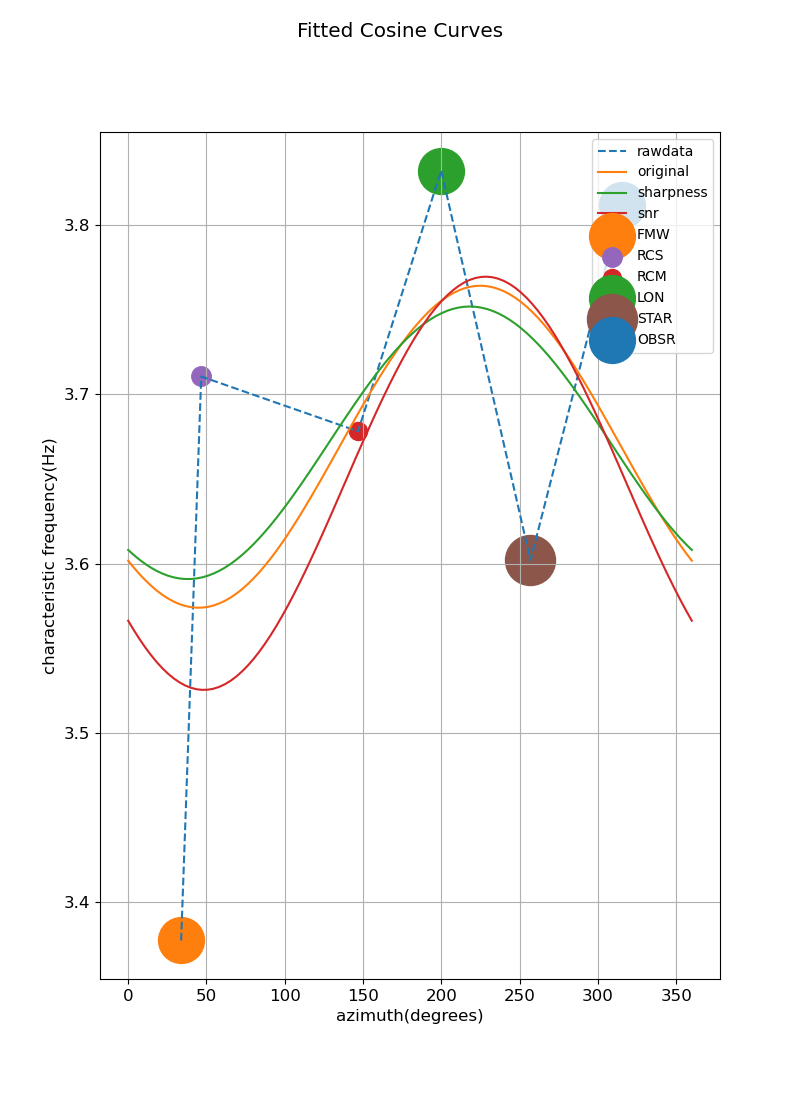 Fitted Cosine Curves
rawdata
original
sharpness
snr
FMW
RCS
RCM
LON
STAR
OBSR
3.8
3.7
3.6
3.5
3.4
characteristic frequency(Hz)
0 50 100 150 200 250 300 350
azimuth(degrees)